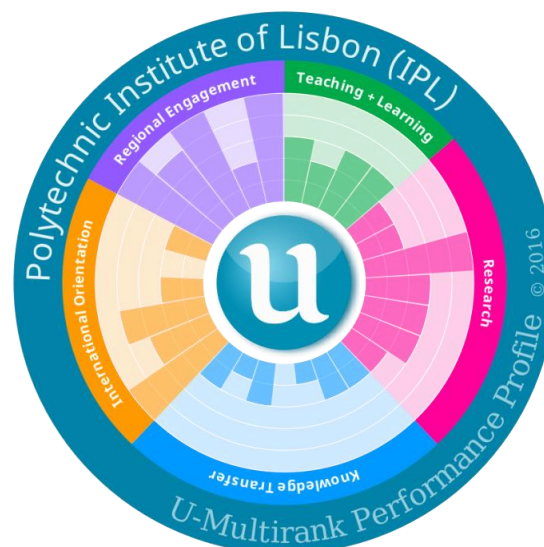 Polytechnic Institute of Lisbon (IPL)
Teaching + Learning
Research
Knowledge Transfer
International Orientation
Regional Engagement
u
U-Multirank Performance Profile © 2016